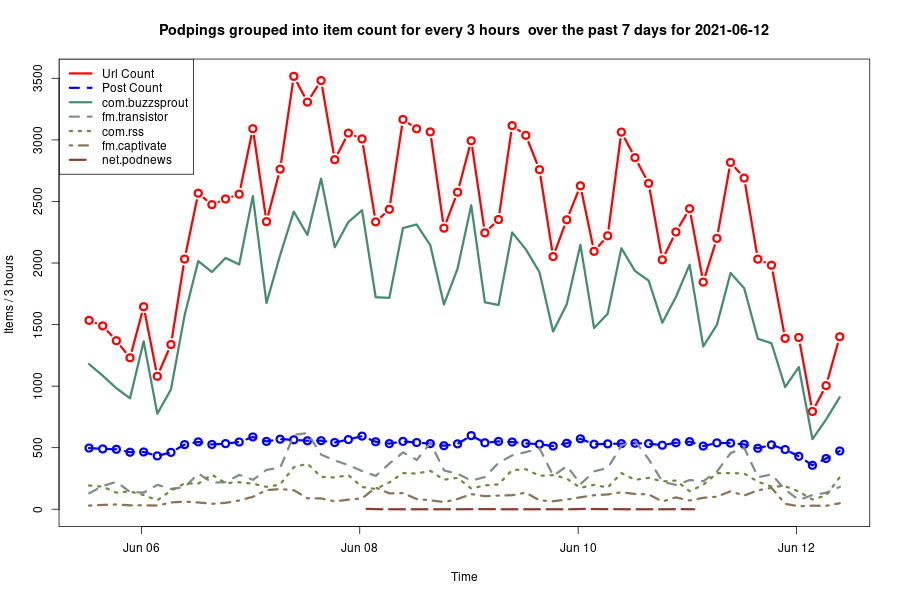 Podpings grouped into item count for every 3 hours  over the past 7 days for 2021-06-12
Url Count
Post Count
com.buzzsprout
fm.transistor
com.rss
fm.captivate
net.podnews
Items / 3 hours
3500
3000
2500
2000
1500
1000
500
0
Jun 06
Jun 08
Jun 10
Jun 12
Time